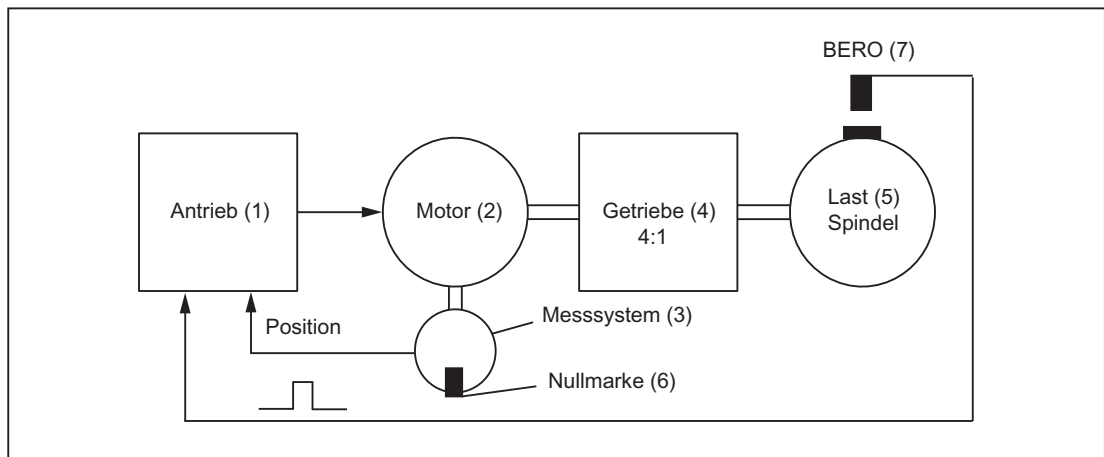 BERO (7)
Antrieb (1)
Motor (2)
Getriebe (4)
4:1
Last (5)
Spindel
Position
Messsystem (3)
Nullmarke (6)